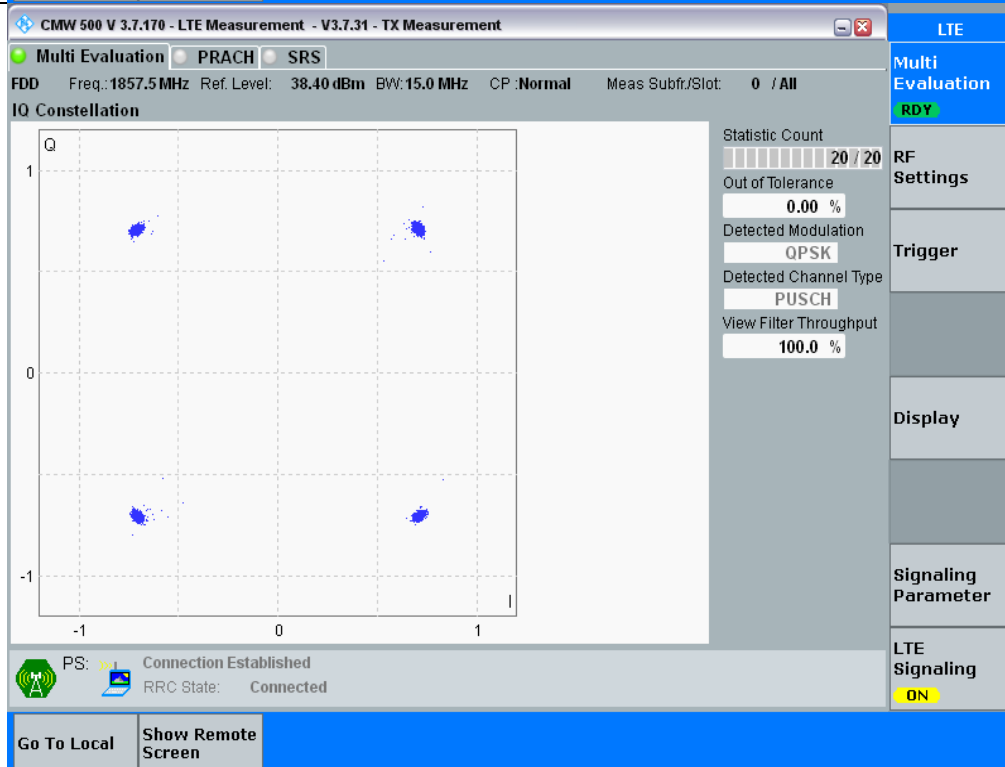 CMW 500 V 3.7.170 - LTE Measurement - V3.7.31 - TX Measurement
LTE
Multi Evaluation PRACH SRS
Multi
Evaluation
RDY
FDD Freq.:1857.5 MHz Ref. Level: 38.40 dBm BW:15.0 MHz CP :Normal Meas Subfr./Slot: 0 / All
IQ Constellation
Q
1
0
-1
-1 0 1
I
Statistic Count
20 / 20
Out of Tolerance
0.00 %
Detected Modulation
QPSK
Detected Channel Type
PUSCH
View Filter Throughput
100.0 %
RF
Settings
Trigger
Display
Signaling
Parameter
LTE
Signaling
ON
PS: Connection Established
RRC State: Connected
Go To Local
Show Remote
Screen